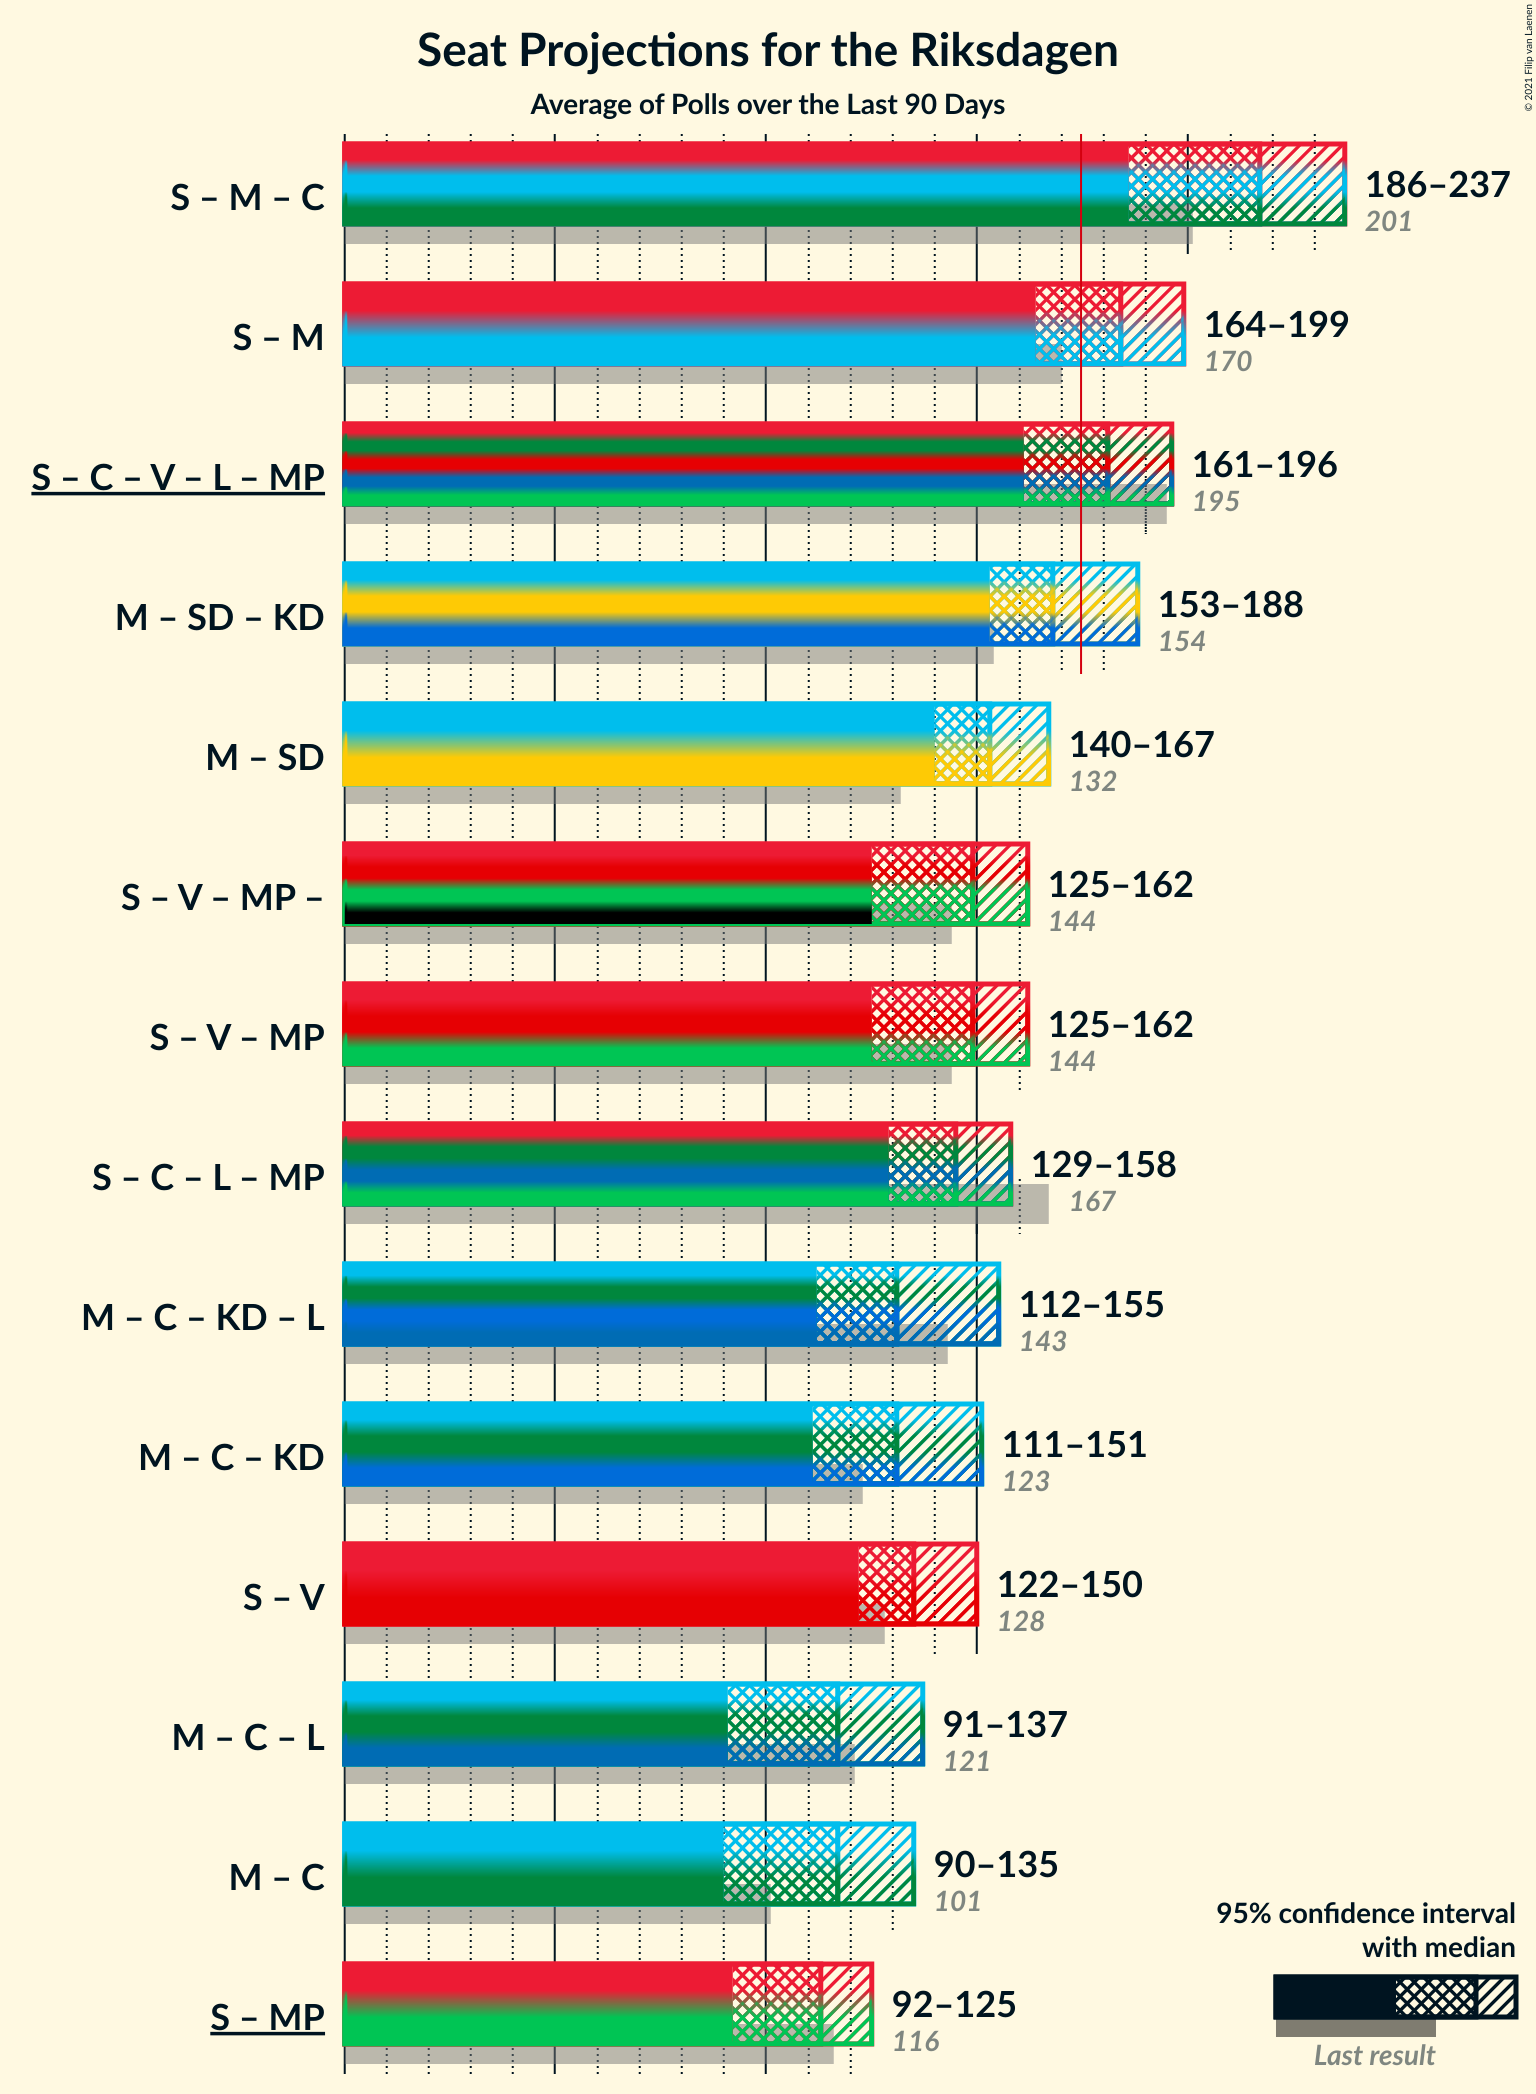 Seat Projections for the Riksdagen
Average of Polls over the Last 90 Days
© 2021 Filip van Laenen
S – M – C
186–237
201
S – M
164–199
170
S – C – V – L – MP
161–196
195
M – SD – KD
153–188
154
M – SD
140–167
132
S – V – MP –
125–162
144
S – V – MP
125–162
144
S – C – L – MP
129–158
167
M – C – KD – L
112–155
143
M – C – KD
111–151
123
S – V
122–150
128
M – C – L
91–137
121
M – C
90–135
101
S – MP
92–125
116
95% confidence interval
with median
Last result